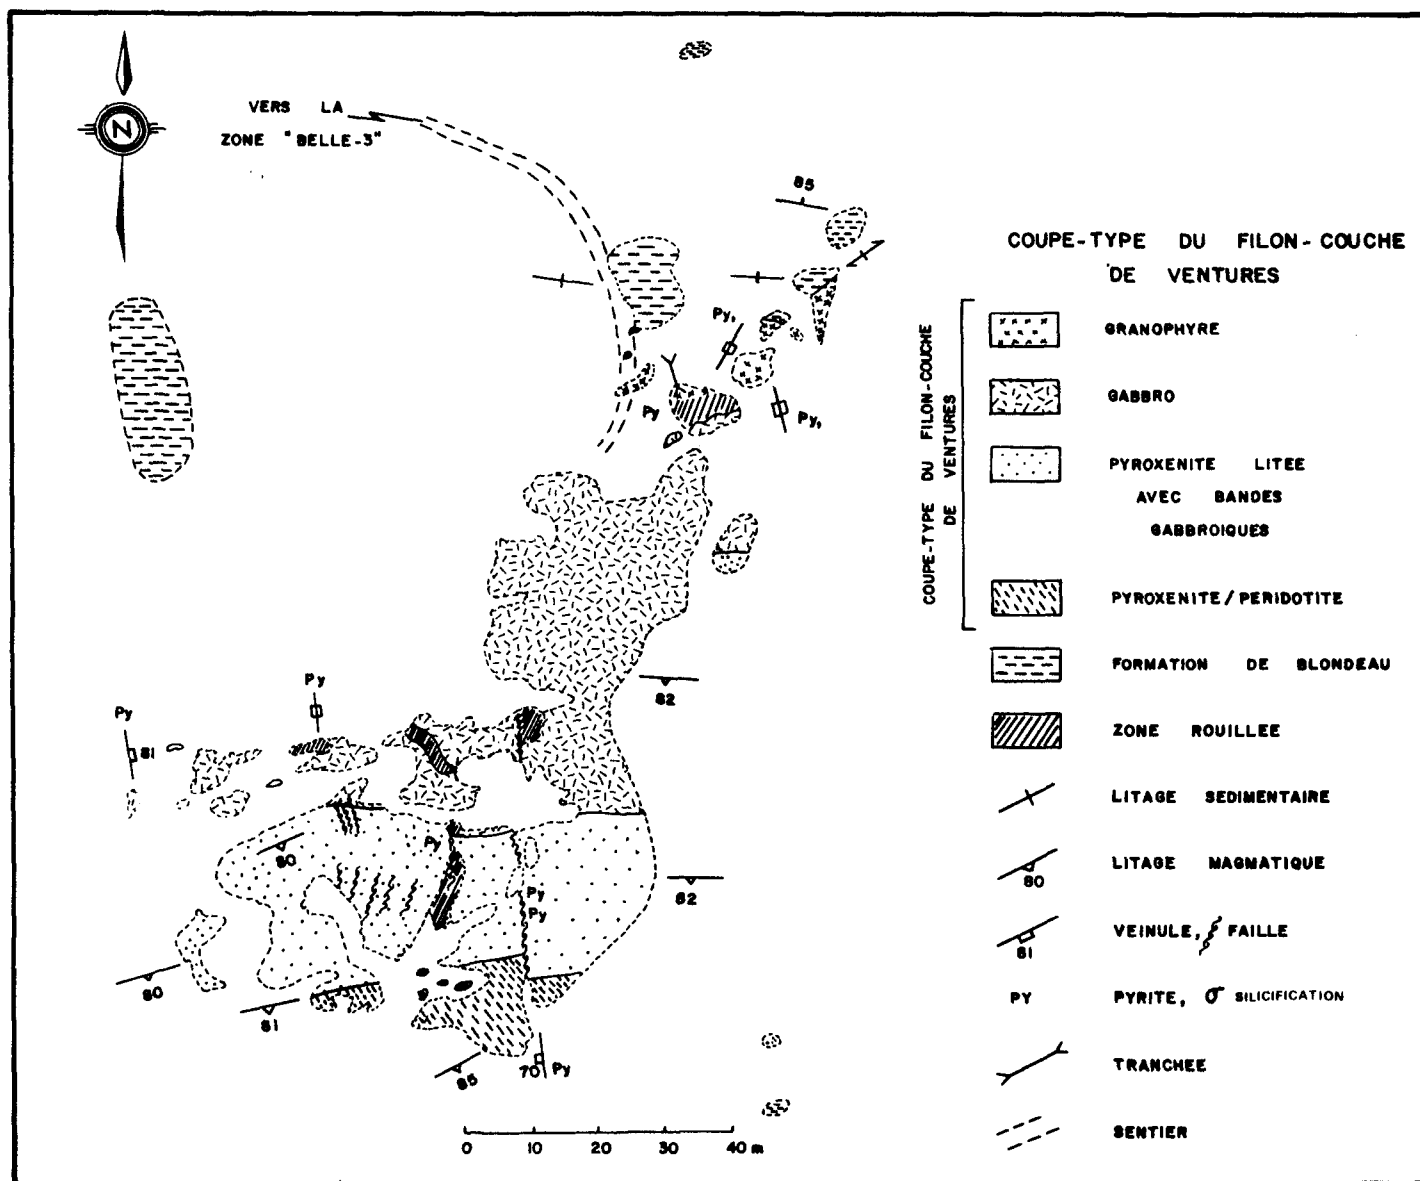 N
VERS LA
ZONE "BELLE-3"
85
Py₁
Py
Py₁
82
Py
Py
81
80
Py
Py
Py
82
80
81
85
70
Py
0 10 20 30 40 m
COUPE-TYPE DU FILON-COUCHE
DE VENTURES
COUPE-TYPE DU FILON-COUCHE
DE VENTURES
GRANOPHYRE
GABBRO
PYROXENITE LITEE
AVEC BANDES
GABBROIQUES
PYROXENITE/PERIDOTITE
FORMATION DE BLONDEAU
ZONE ROUILLEE
LITAGE SEDIMENTAIRE
80
LITAGE MAGMATIQUE
81
VEINULE, FAILLE
PY
PYRITE, σ SILICIFICATION
TRANCHEE
SENTIER